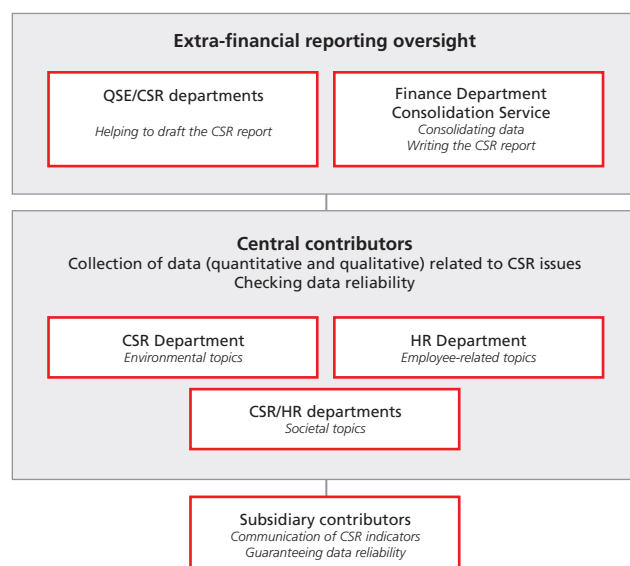 Extra-financial reporting oversight
QSE/CSR departments
Helping to draft the CSR report
Finance Department
Consolidation Service
Consolidating data
Writing the CSR report
Central contributors
Collection of data (quantitative and qualitative) related to CSR issues
Checking data reliability
CSR Department
Environmental topics
HR Department
Employee-related topics
CSR/HR departments
Societal topics
Subsidiary contributors
Communication of CSR indicators
Guaranteeing data reliability